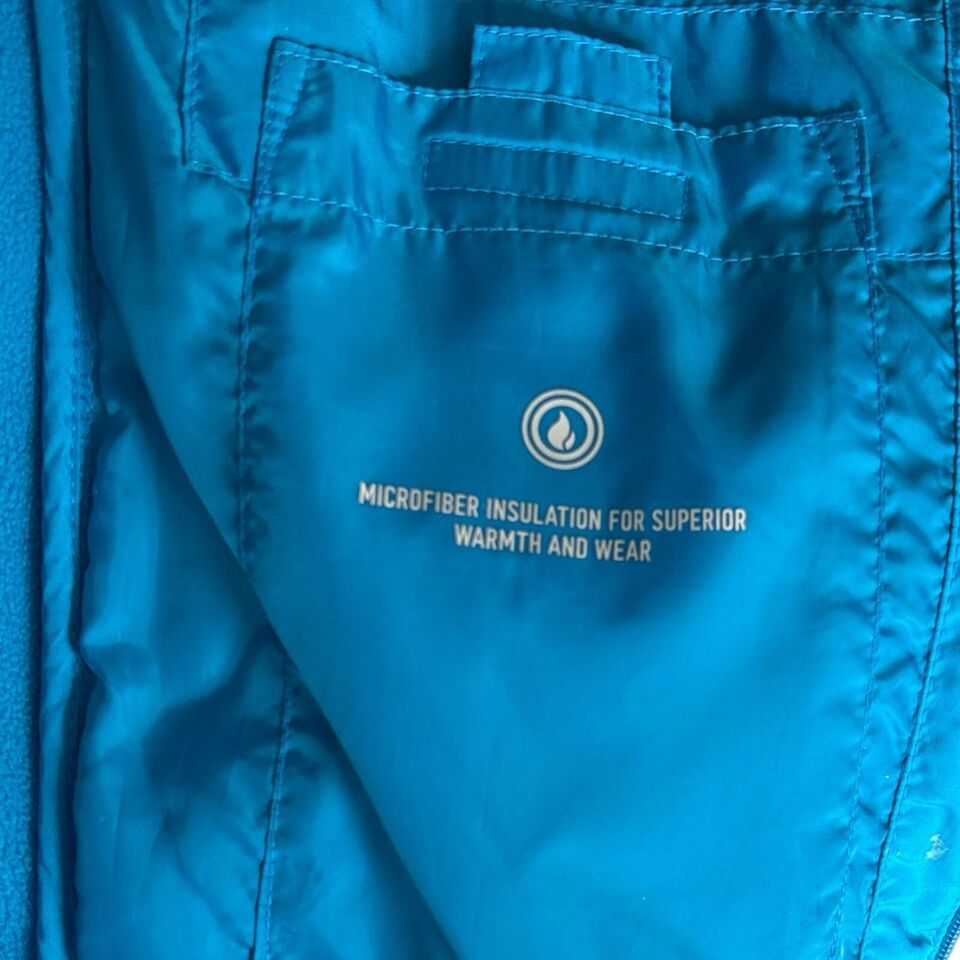 MICROFIBER INSULATION FOR SUPERIOR
WARMTH AND WEAR